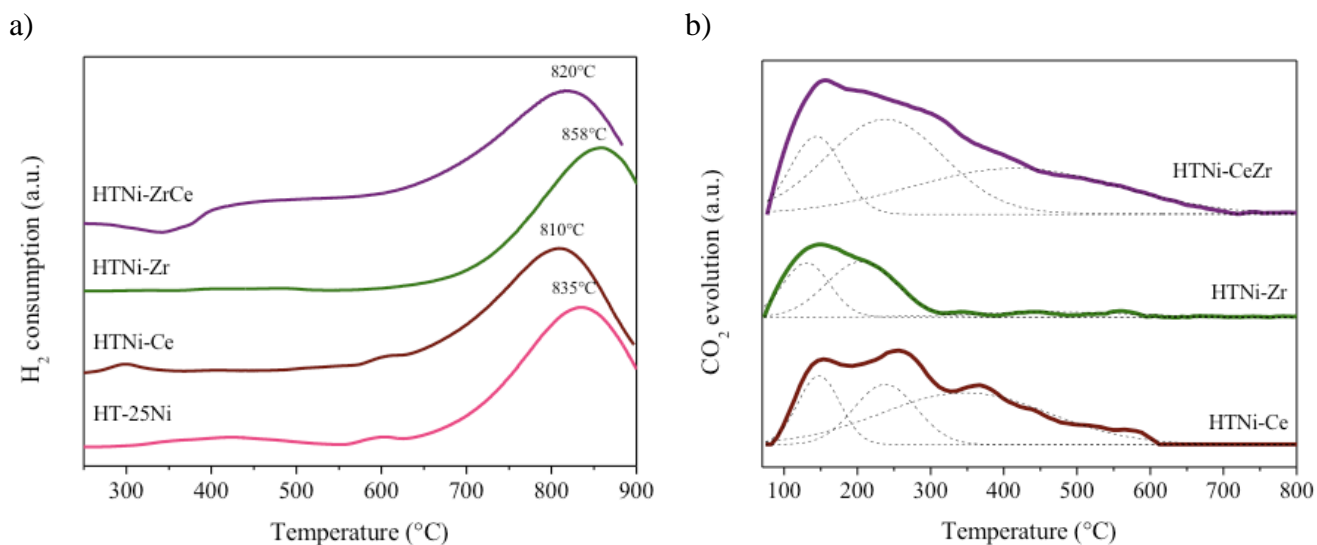 a)
H₂ consumption (a.u.)
820°C
858°C
HTNi-ZrCe
HTNi-Zr
810°C
835°C
HTNi-Ce
HT-25Ni
300 400 500 600 700 800 900
Temperature (°C)
b)
CO₂ evolution (a.u.)
HTNi-CeZr
HTNi-Zr
HTNi-Ce
100 200 300 400 500 600 700 800
Temperature (°C)